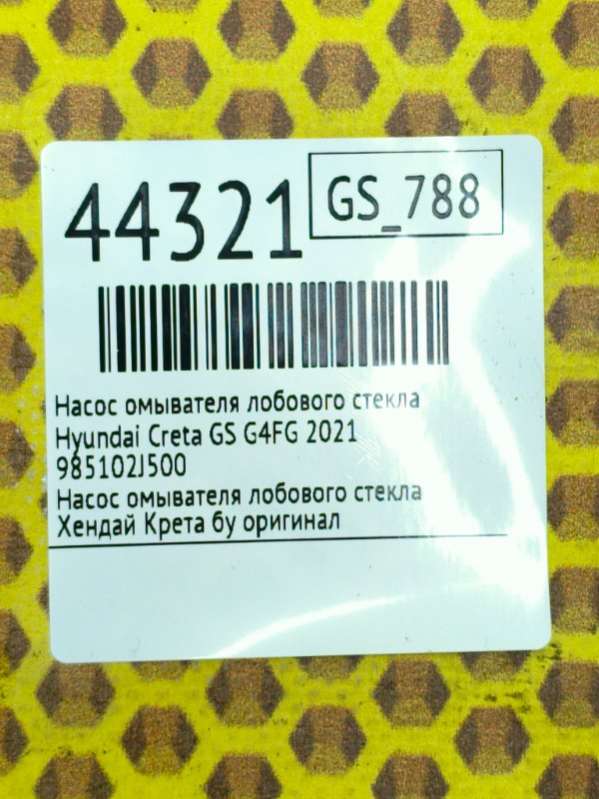 44321
GS_788
Насос омывателя лобового стекла
Hyundai Creta GS G4FG 2021
985102J500
Насос омывателя лобового стекла
Хендай Крета бу оригинал